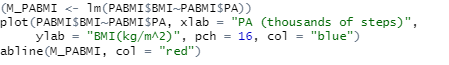 (M_PABMI <- lm(PABMI$BMI~PABMI$PA))
plot(PABMI$BMI~PABMI$PA, xlab = "PA (thousands of steps)",
ylab = "BMI(kg/m^2)", pch = 16, col = "blue")
abline(M_PABMI, col = "red")